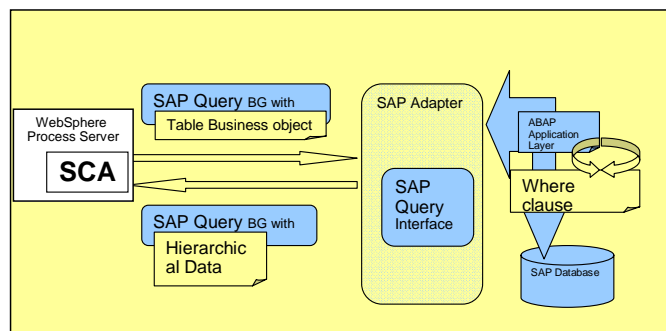 SAP Query BG with
Table Business object
WebSphere
Process Server
SCA
SAP Query BG with
Hierarchic
al Data
SAP Adapter
SAP
Query
Interface
ABAP
Application
Layer
Where
clause
SAP Database